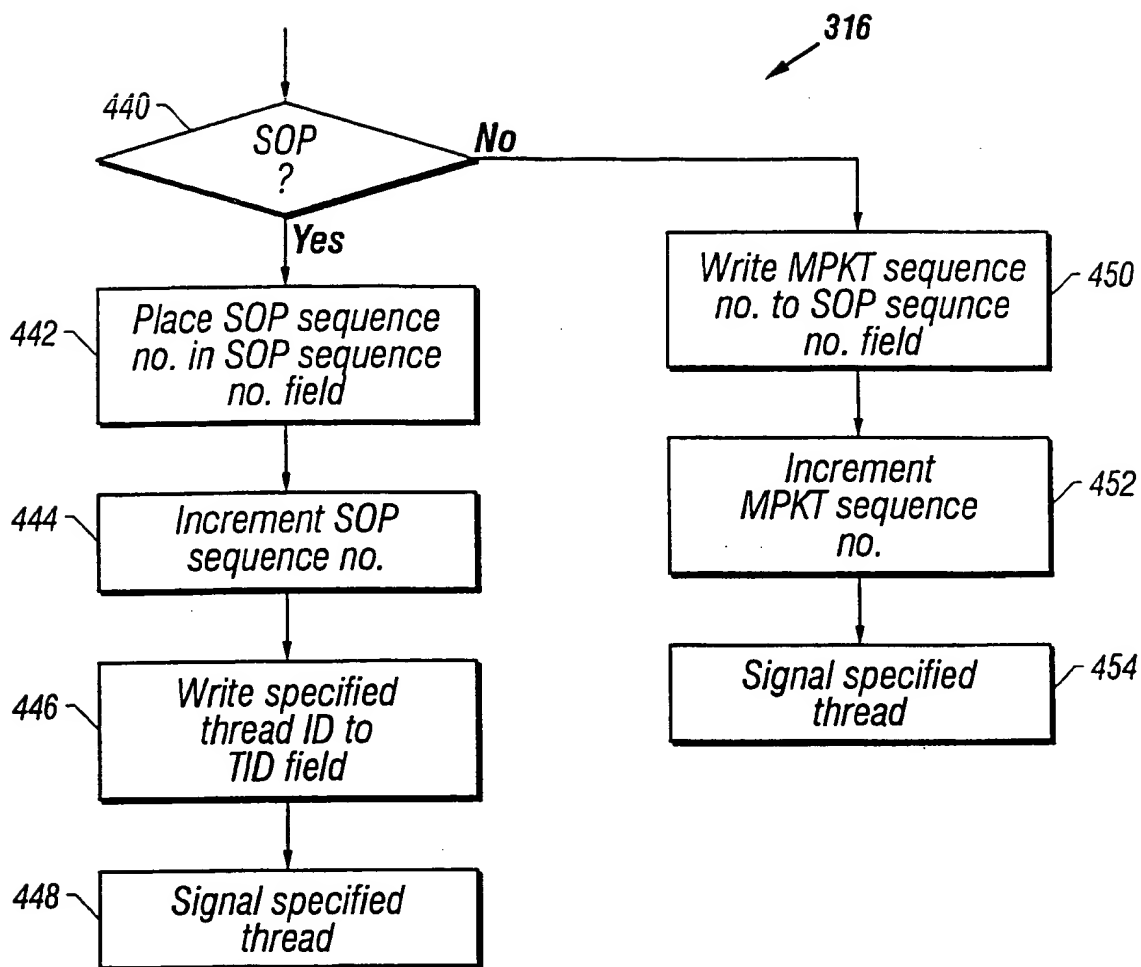 316
440
SOP
?
No
Yes
442
Place SOP sequence
no. in SOP sequence
no. field
444
Increment SOP
sequence no.
446
Write specified
thread ID to
TID field
448
Signal specified
thread
Write MPKT sequence
no. to SOP sequnce
no. field
450
Increment
MPKT sequence
no.
452
Signal specified
thread
454